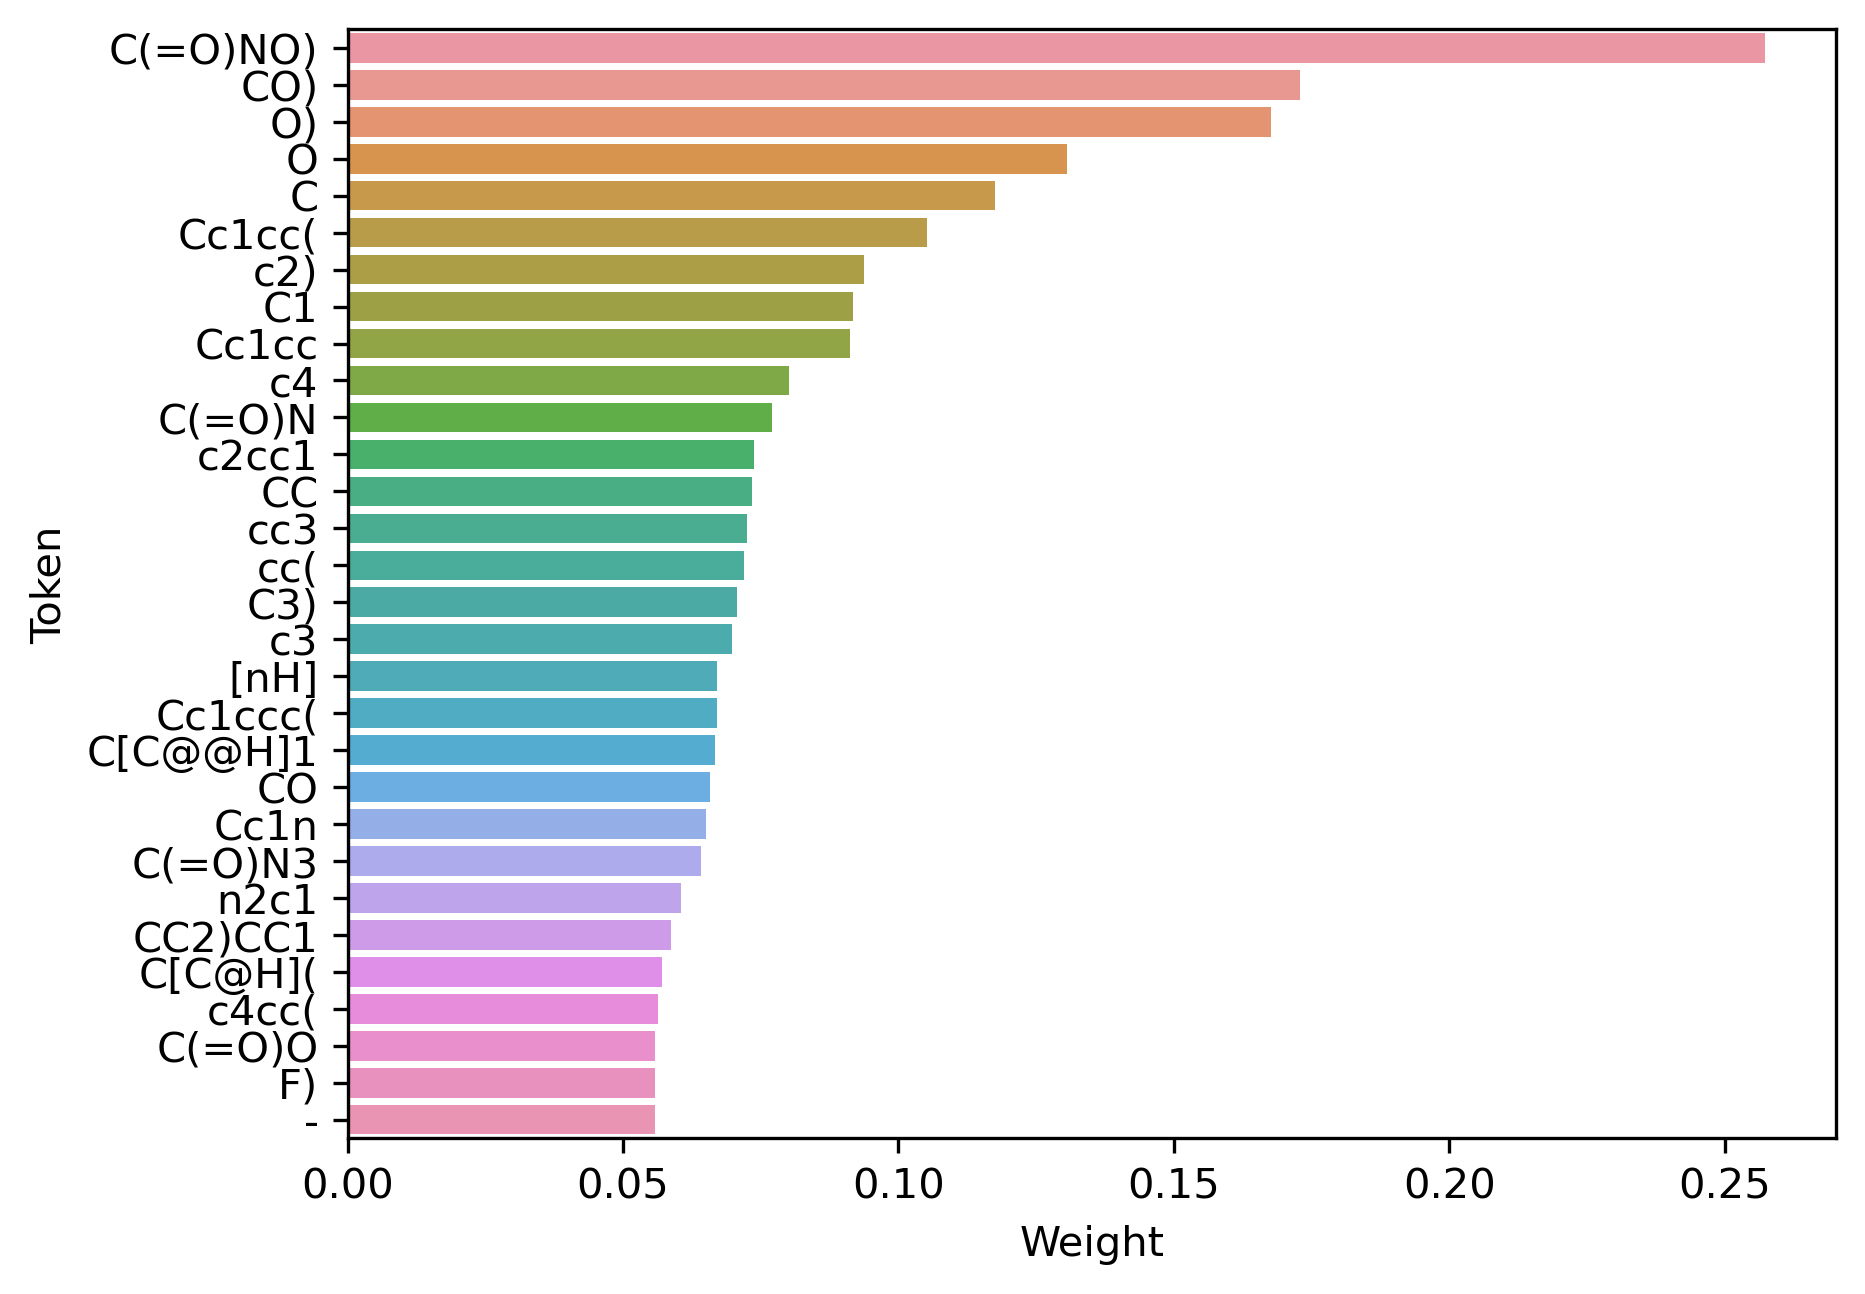 C(=O)NO)
CO)
O)
O
C
Cc1cc(
c2)
C1
Cc1cc
c4
C(=O)N
c2cc1
CC
cc3
cc(
C3)
c3
[nH]
Cc1ccc(
C[C@@H]1
CO
Cc1n
C(=O)N3
n2c1
CC2)CC1
C[C@H](
c4cc(
C(=O)O
F)
-
Token
0.00 0.05 0.10 0.15 0.20 0.25
Weight